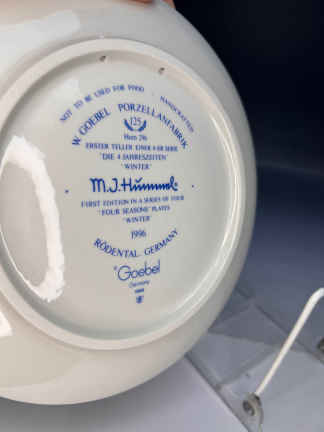 NOT TO BE USED FOR FOOD HANDCRAFTED
W. GOEBEL PORZELLANFABRIK
125
Hum 296
ERSTER TELLER EINER 4-ER SERIE
"DIE 4 JAHRESZEITEN"
"WINTER"
M.J. Hummel
FIRST EDITION IN A SERIES OF FOUR
"FOUR SEASONS" PLATES
"WINTER"
1996
RÖDENTAL. GERMANY
Goebel
Germany